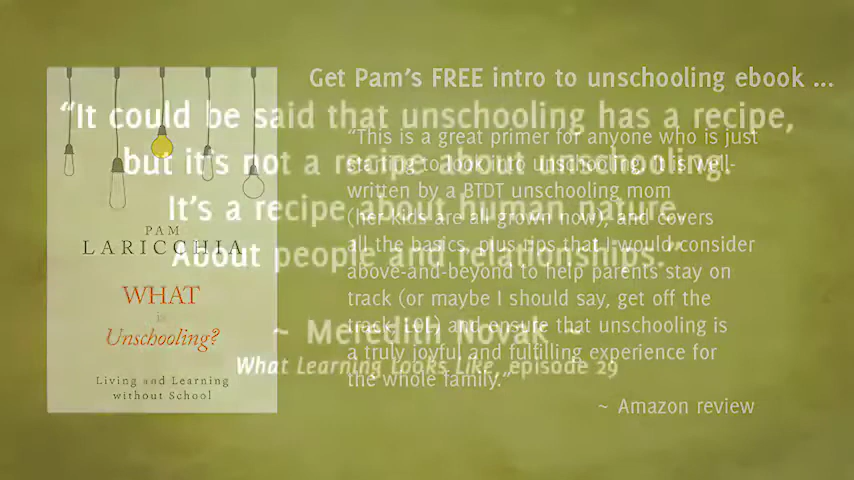 Get Pam's FREE intro to unschooling ebook ...
"It could be said that unschooling has a recipe,
but it's not a recipe about unschooling.
It's a recipe about human nature.
About people and relationships."
~ Meredith Novak ~
What Learning Looks Like, episode 29
"This is a great primer for anyone who is just
starting to look into unschooling. It is well-
written by a BTDT unschooling mom
(her kids are all grown now), and covers
all the basics, plus tips that I would consider
above-and-beyond to help parents stay on
track (or maybe I should say, get off the
track, LOL) and ensure that unschooling is
a truly joyful and fulfilling experience for
the whole family."
~ Amazon review
PAM
LARICCHIA
WHAT
is
Unschooling?
Living and Learning
without School